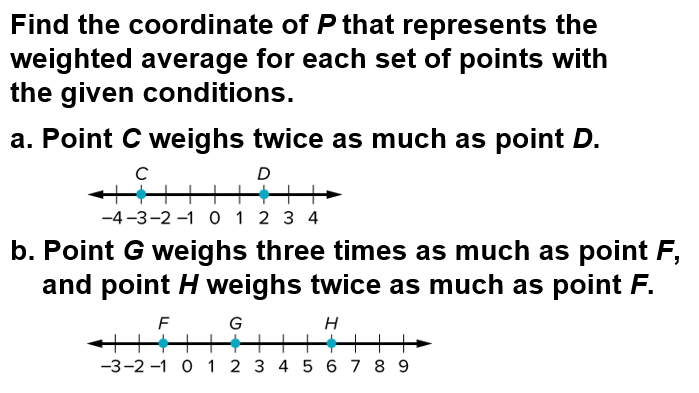 Find the coordinate of P that represents the
weighted average for each set of points with
the given conditions.
a. Point C weighs twice as much as point D.
C D
−4 −3 −2 −1 0 1 2 3 4
b. Point G weighs three times as much as point F,
and point H weighs twice as much as point F.
F G H
−3 −2 −1 0 1 2 3 4 5 6 7 8 9